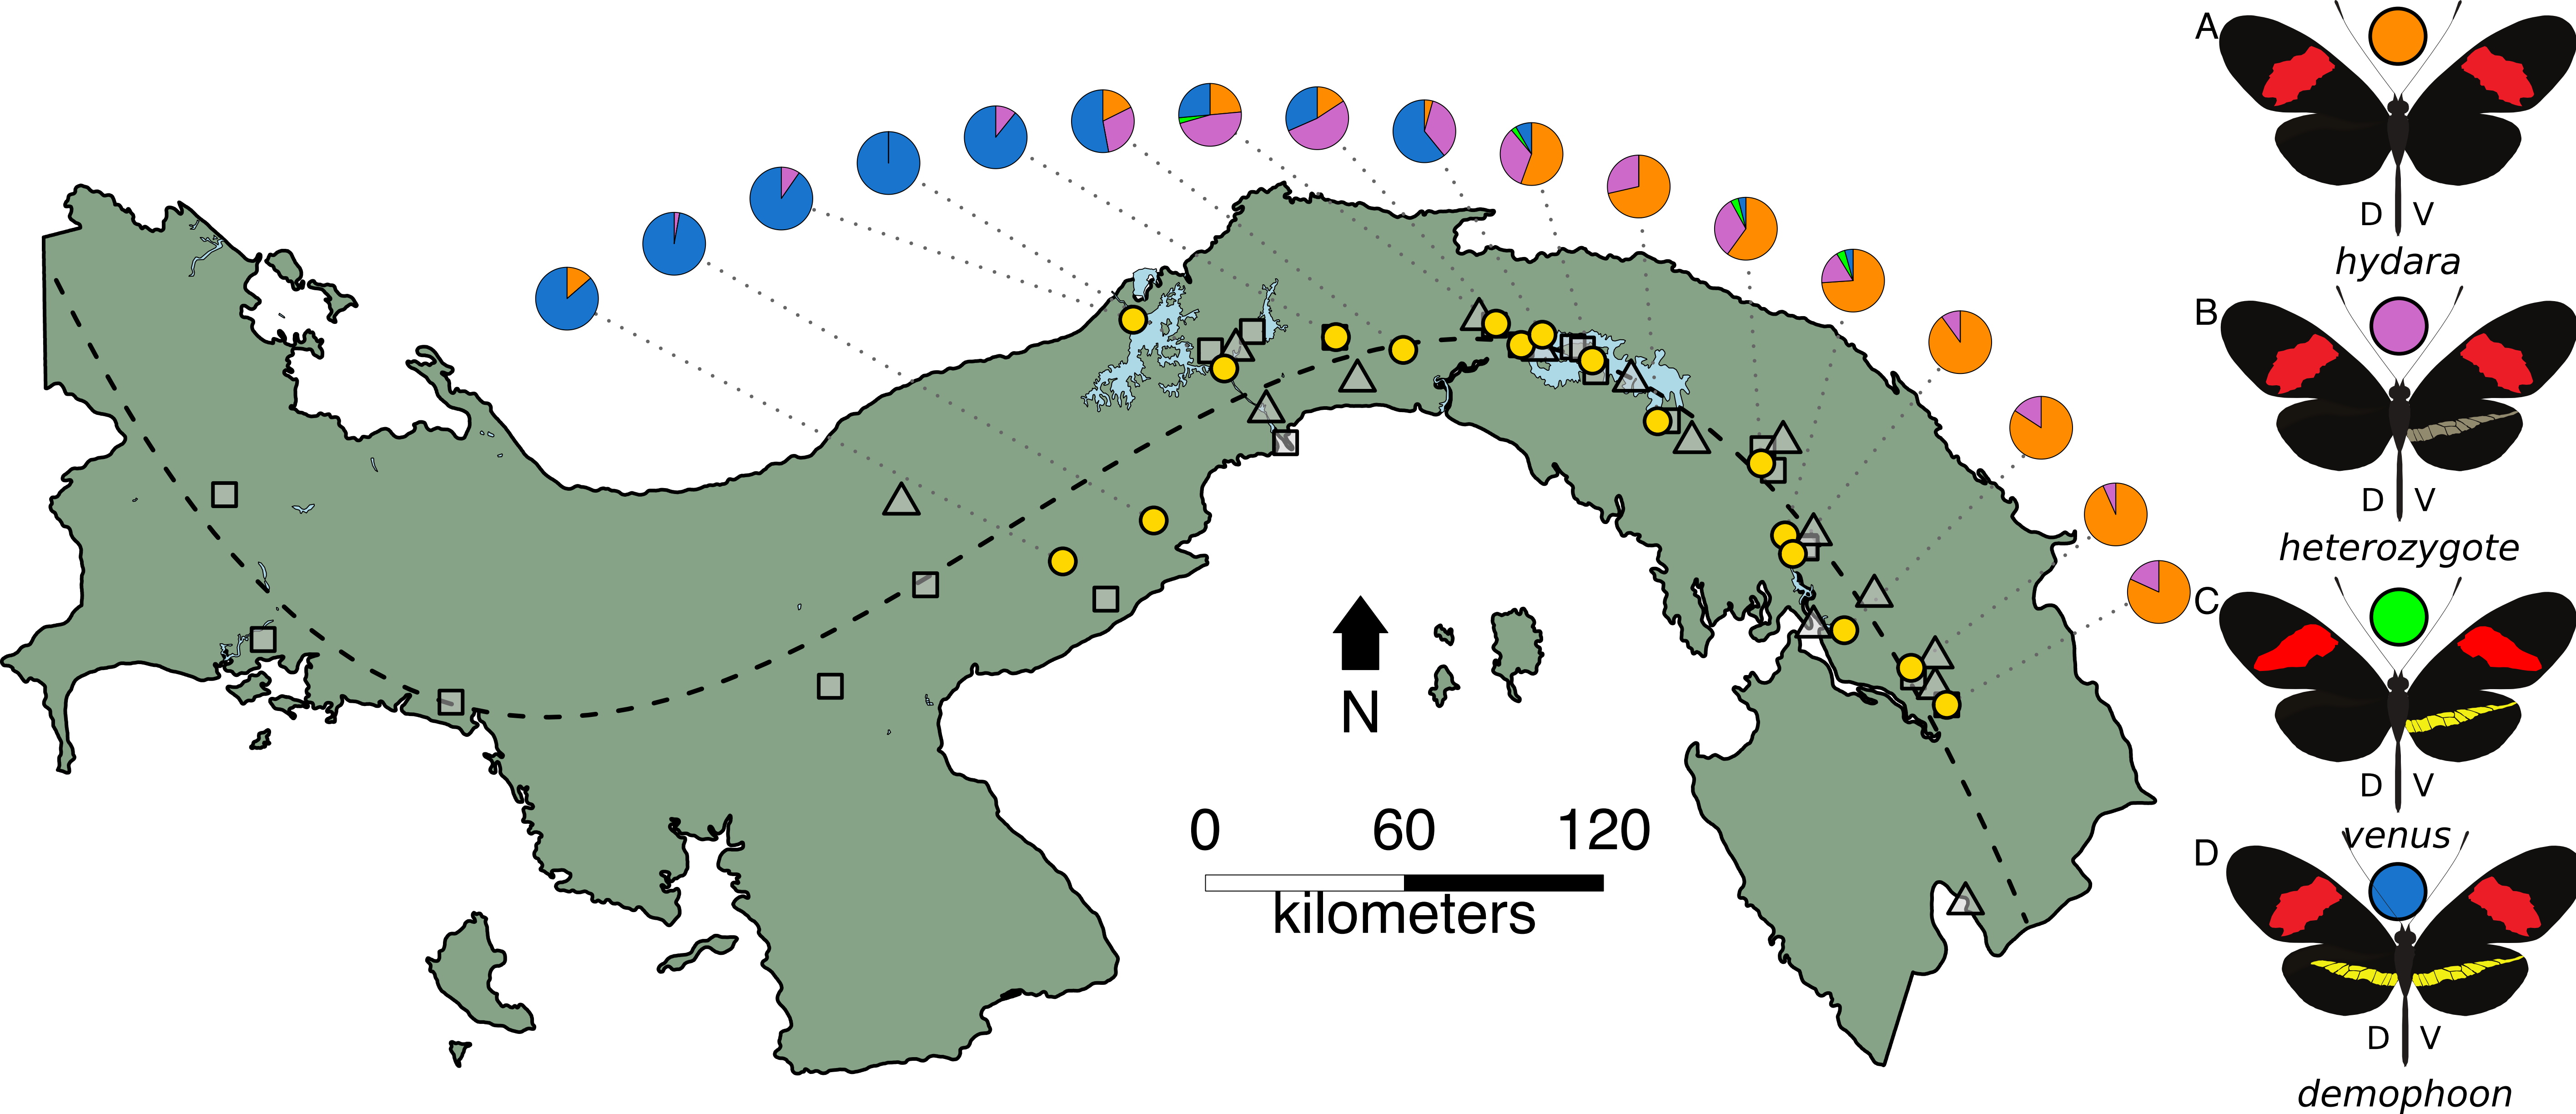 N
0 60 120
kilometers
A
D V
hydara
B
D V
heterozygote
C
D V
venus
D
D V
demophoon